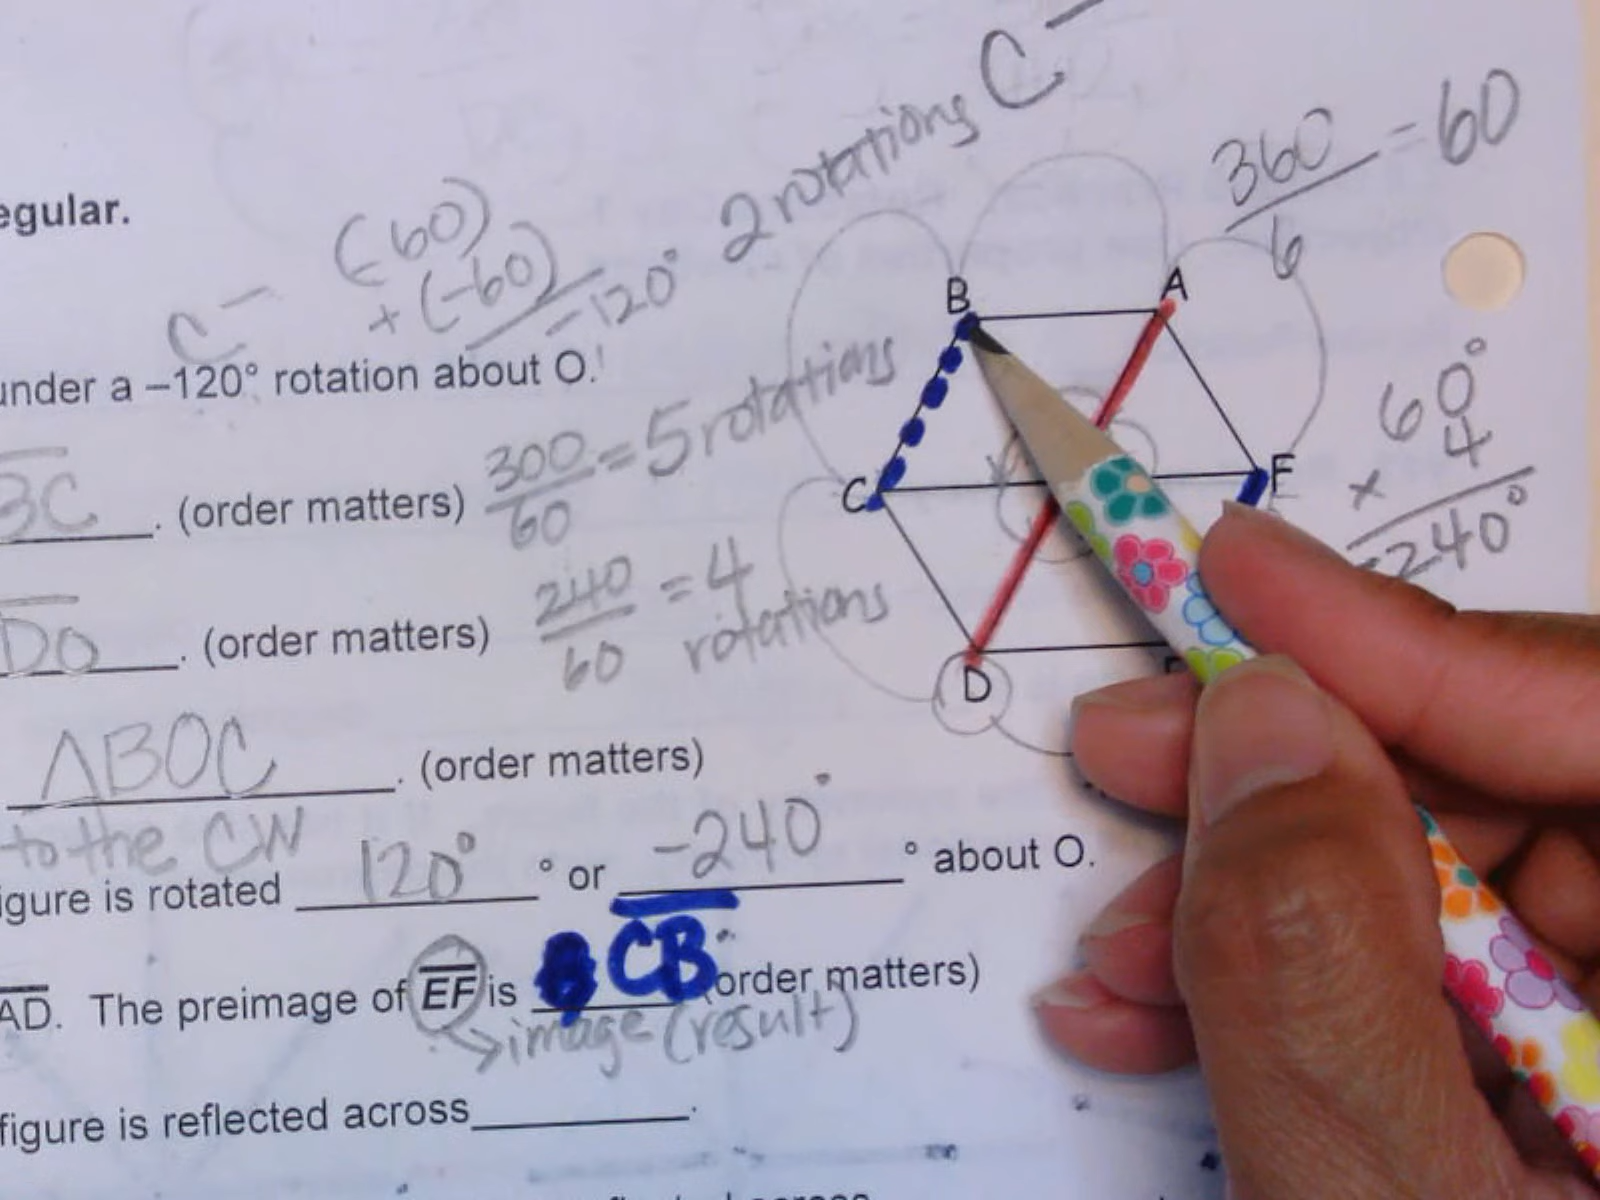 C
2 rotations
360/6 = 60
egular.
(-60)
+ (-60)
-120°
C -
under a –120° rotation about O.
B
A
BC. (order matters)
300/60 = 5 rotations
60°
× 4
-240°
C
F
DO. (order matters)
240/60 = 4 rotations
D
ΔBOC. (order matters)
to the CW
igure is rotated 120° ° or -240° ° about O.
AD. The preimage of EF is CB (order matters)
→ image (result)
figure is reflected across.